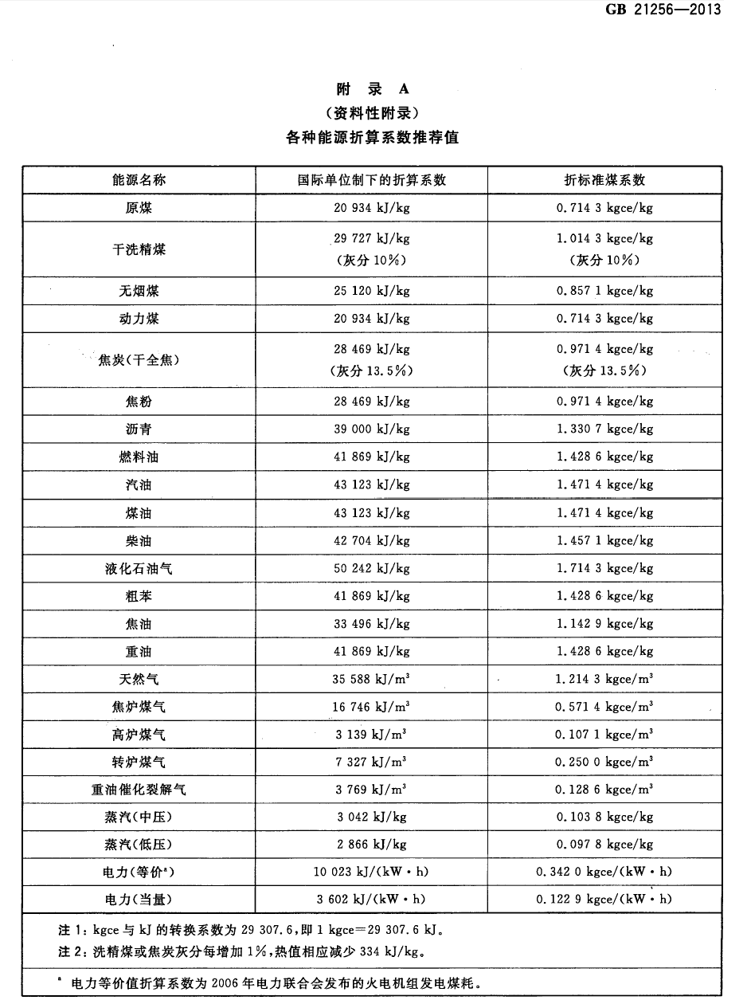 GB 21256—2013
附 录 A
(资料性附录)
各种能源折算系数推荐值
能源名称 国际单位制下的折算系数 折标准煤系数
原煤 20 934 kJ/kg 0.714 3 kgce/kg
干洗精煤 29 727 kJ/kg (灰分 10%) 1.014 3 kgce/kg (灰分 10%)
无烟煤 25 120 kJ/kg 0.857 1 kgce/kg
动力煤 20 934 kJ/kg 0.714 3 kgce/kg
焦炭(干全焦) 28 469 kJ/kg (灰分 13.5%) 0.971 4 kgce/kg (灰分 13.5%)
焦粉 28 469 kJ/kg 0.971 4 kgce/kg
沥青 39 000 kJ/kg 1.330 7 kgce/kg
燃料油 41 869 kJ/kg 1.428 6 kgce/kg
汽油 43 123 kJ/kg 1.471 4 kgce/kg
煤油 43 123 kJ/kg 1.471 4 kgce/kg
柴油 42 704 kJ/kg 1.457 1 kgce/kg
液化石油气 50 242 kJ/kg 1.714 3 kgce/kg
粗苯 41 869 kJ/kg 1.428 6 kgce/kg
焦油 33 496 kJ/kg 1.142 9 kgce/kg
重油 41 869 kJ/kg 1.428 6 kgce/kg
天然气 35 588 kJ/m³ 1.214 3 kgce/m³
焦炉煤气 16 746 kJ/m³ 0.571 4 kgce/m³
高炉煤气 3 139 kJ/m³ 0.107 1 kgce/m³
转炉煤气 7 327 kJ/m³ 0.250 0 kgce/m³
重油催化裂解气 3 769 kJ/m³ 0.128 6 kgce/m³
蒸汽(中压) 3 042 kJ/kg 0.103 8 kgce/kg
蒸汽(低压) 2 866 kJ/kg 0.097 8 kgce/kg
电力(等价ᵃ) 10 023 kJ/(kW·h) 0.342 0 kgce/(kW·h)
电力(当量) 3 602 kJ/(kW·h) 0.122 9 kgce/(kW·h)
注 1: kgce 与 kJ 的转换系数为 29 307.6,即 1 kgce=29 307.6 kJ。
注 2: 洗精煤或焦炭灰分每增加 1%,热值相应减少 334 kJ/kg。
ᵃ 电力等价值折算系数为 2006 年电力联合会发布的火电机组发电煤耗。